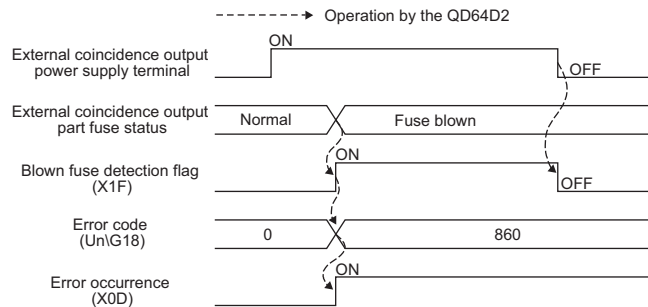 Operation by the QD64D2
ON
External coincidence output
power supply terminal
OFF
External coincidence output
part fuse status
Normal
Fuse blown
ON
Blown fuse detection flag
(X1F)
OFF
Error code
(Un\G18)
0
860
ON
Error occurrence
(X0D)